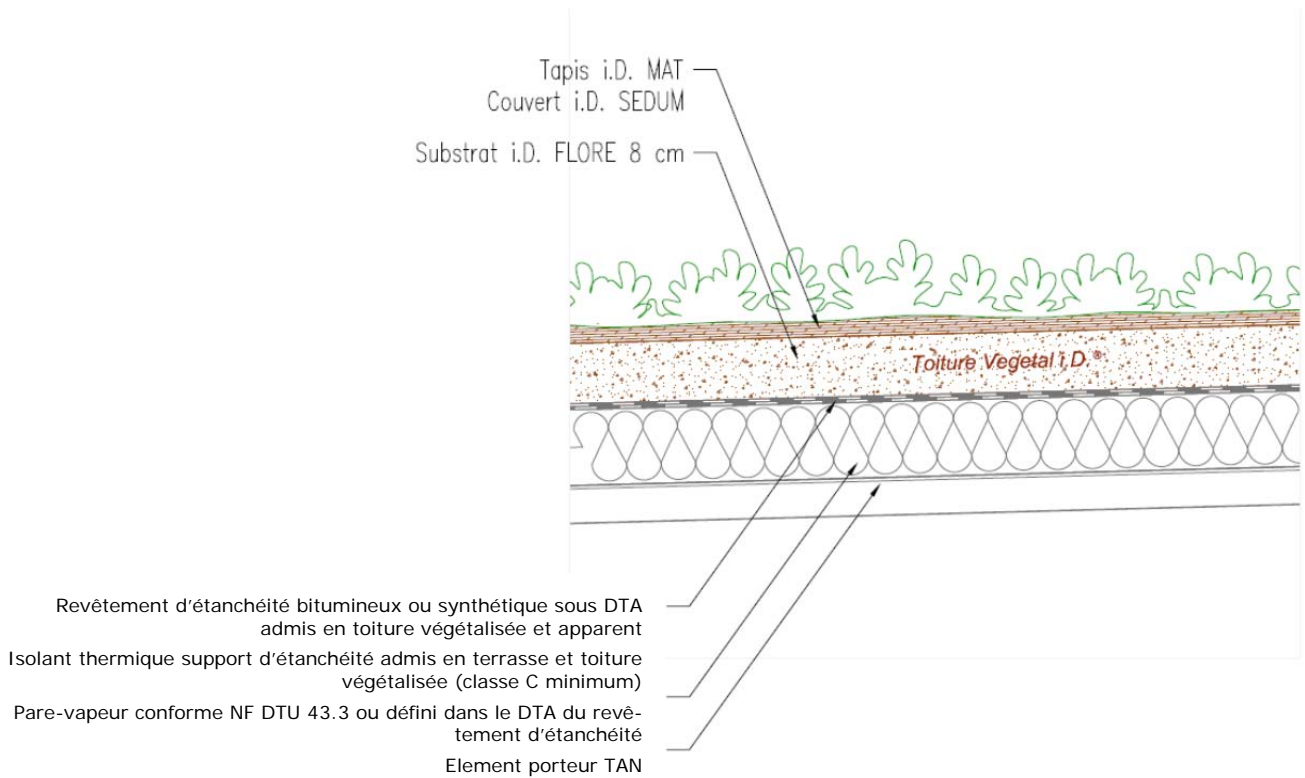 Tapis i.D. MAT
Couvert i.D. SEDUM
Substrat i.D. FLORE 8 cm
Toiture Vegetal i.D.®
Revêtement d'étanchéité bitumineux ou synthétique sous DTA
admis en toiture végétalisée et apparent
Isolant thermique support d'étanchéité admis en terrasse et toiture
végétalisée (classe C minimum)
Pare-vapeur conforme NF DTU 43.3 ou défini dans le DTA du revê-
tement d'étanchéité
Element porteur TAN